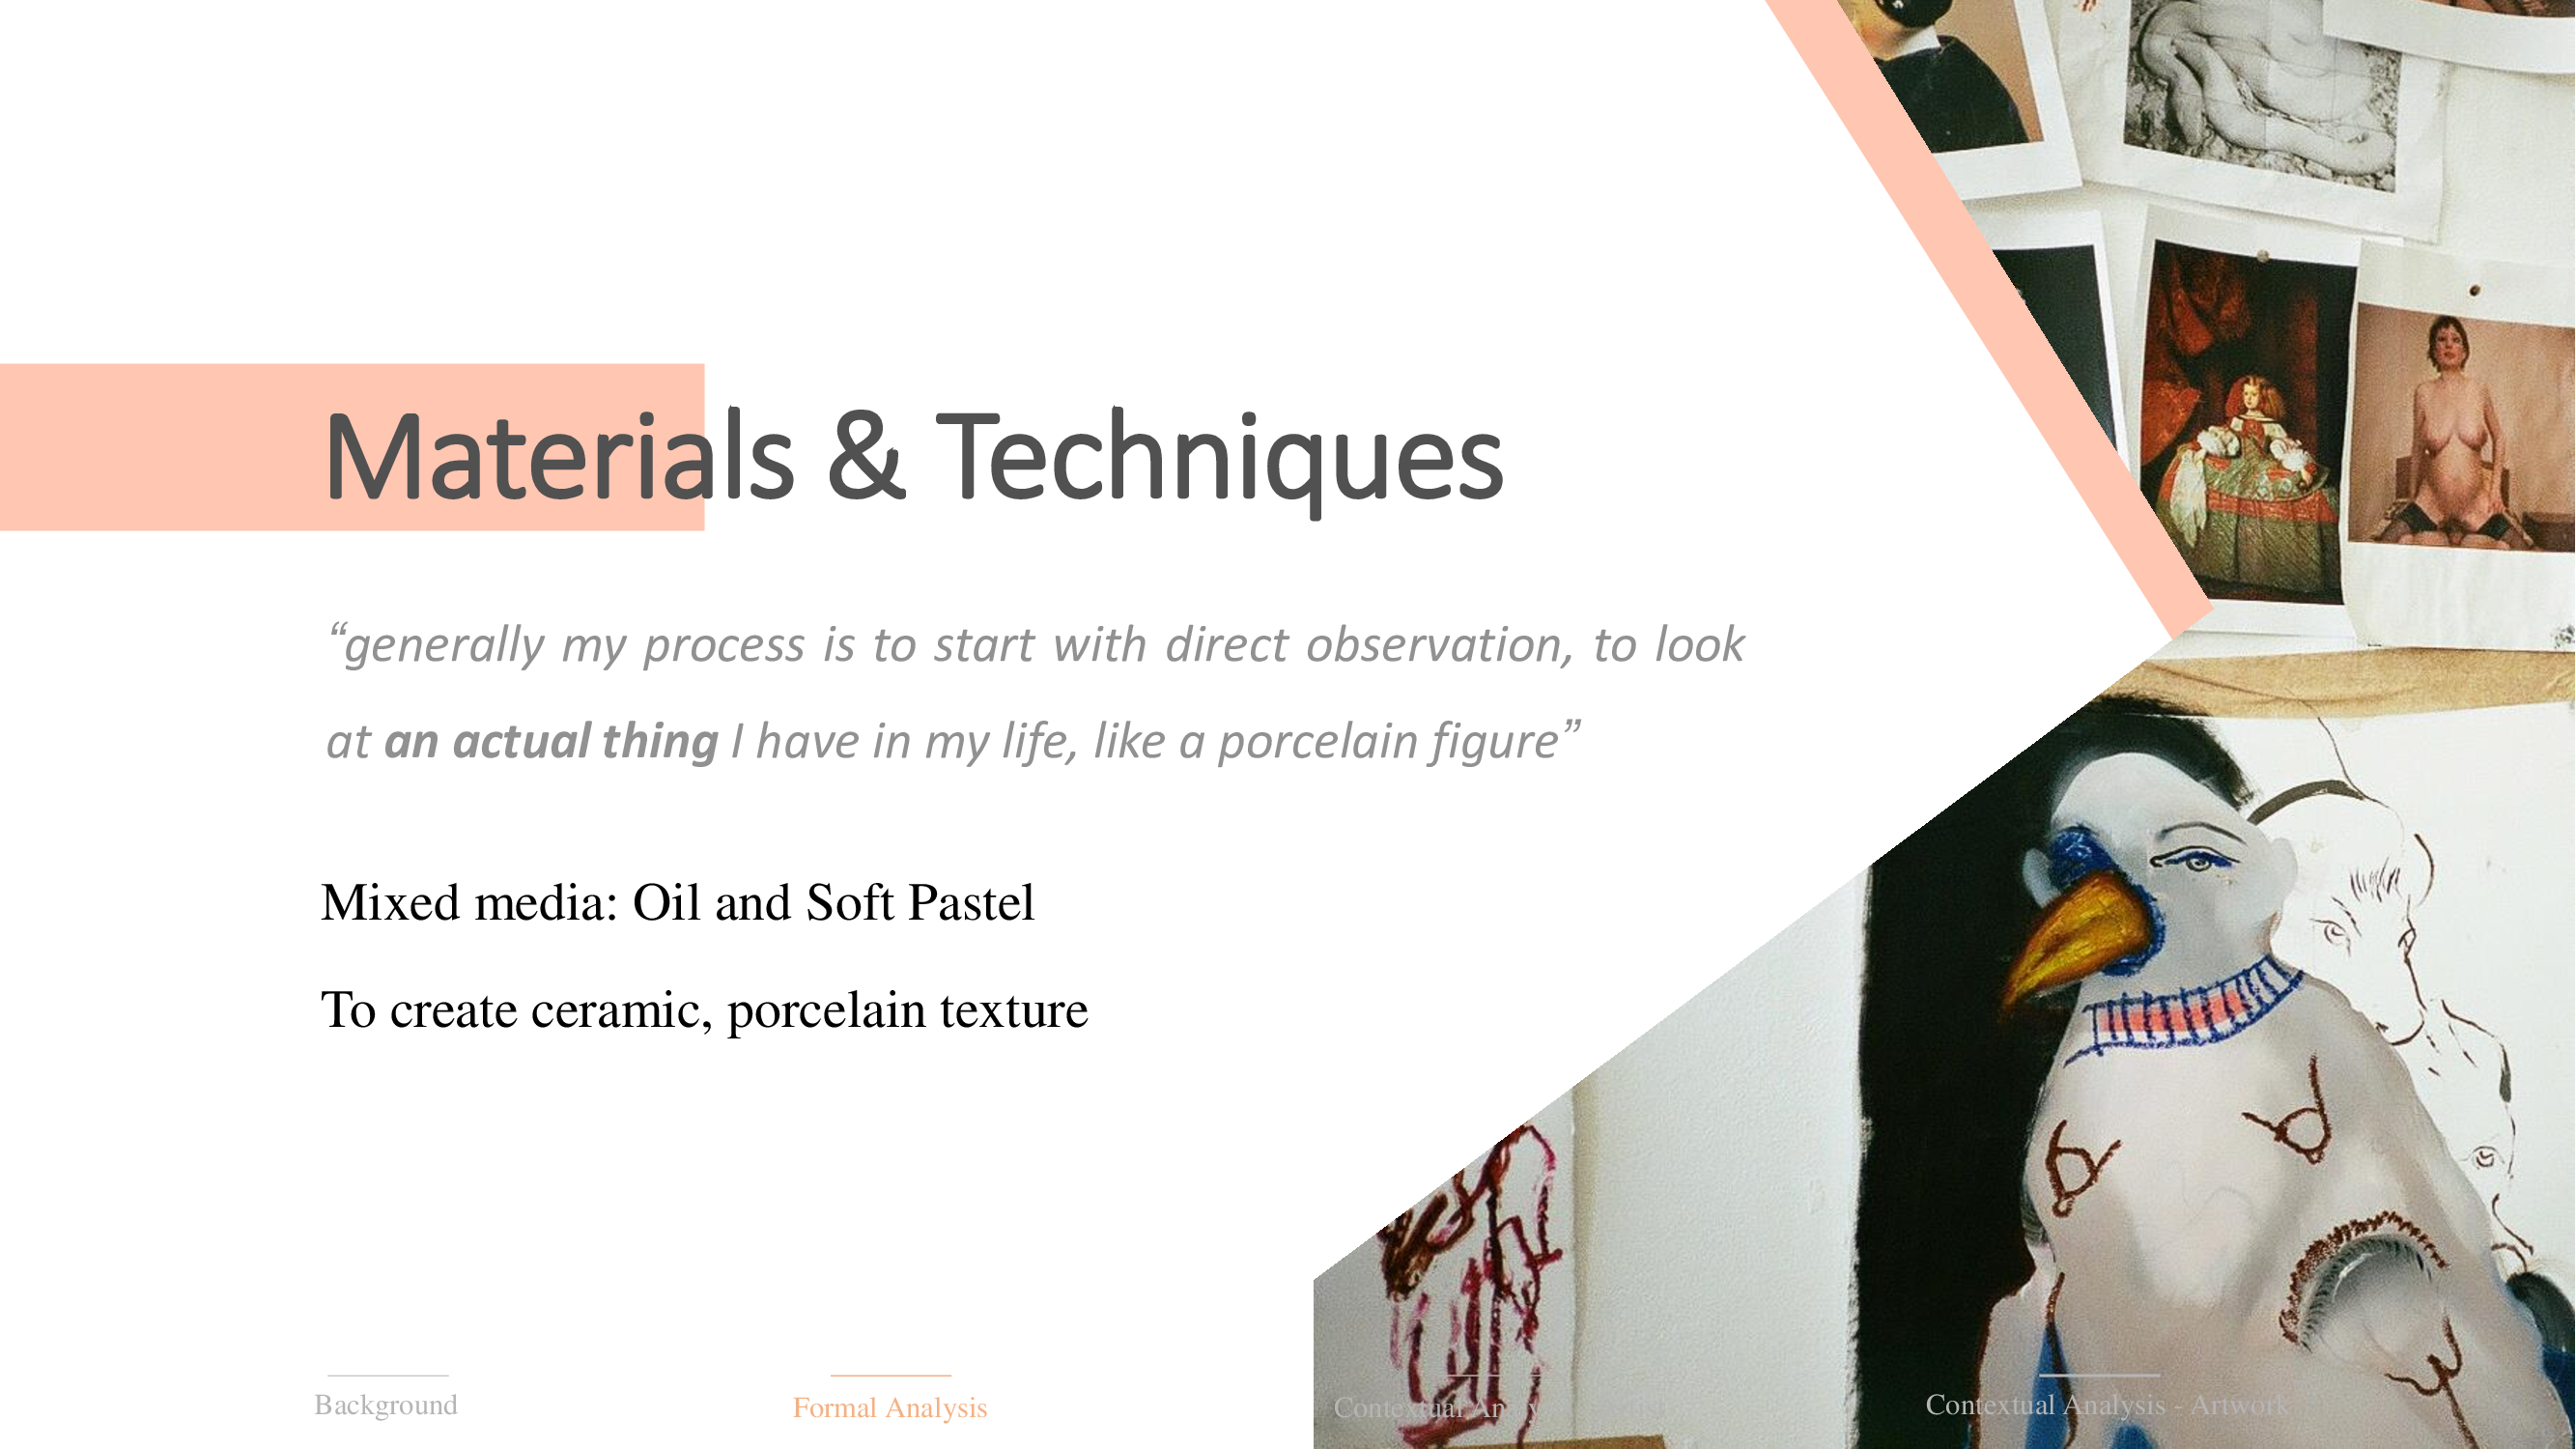 Materials & Techniques
“generally my process is to start with direct observation, to look
at an actual thing I have in my life, like a porcelain figure”
Mixed media: Oil and Soft Pastel
To create ceramic, porcelain texture
Background
Formal Analysis
Contextual
Contextual Analysis - Artwork